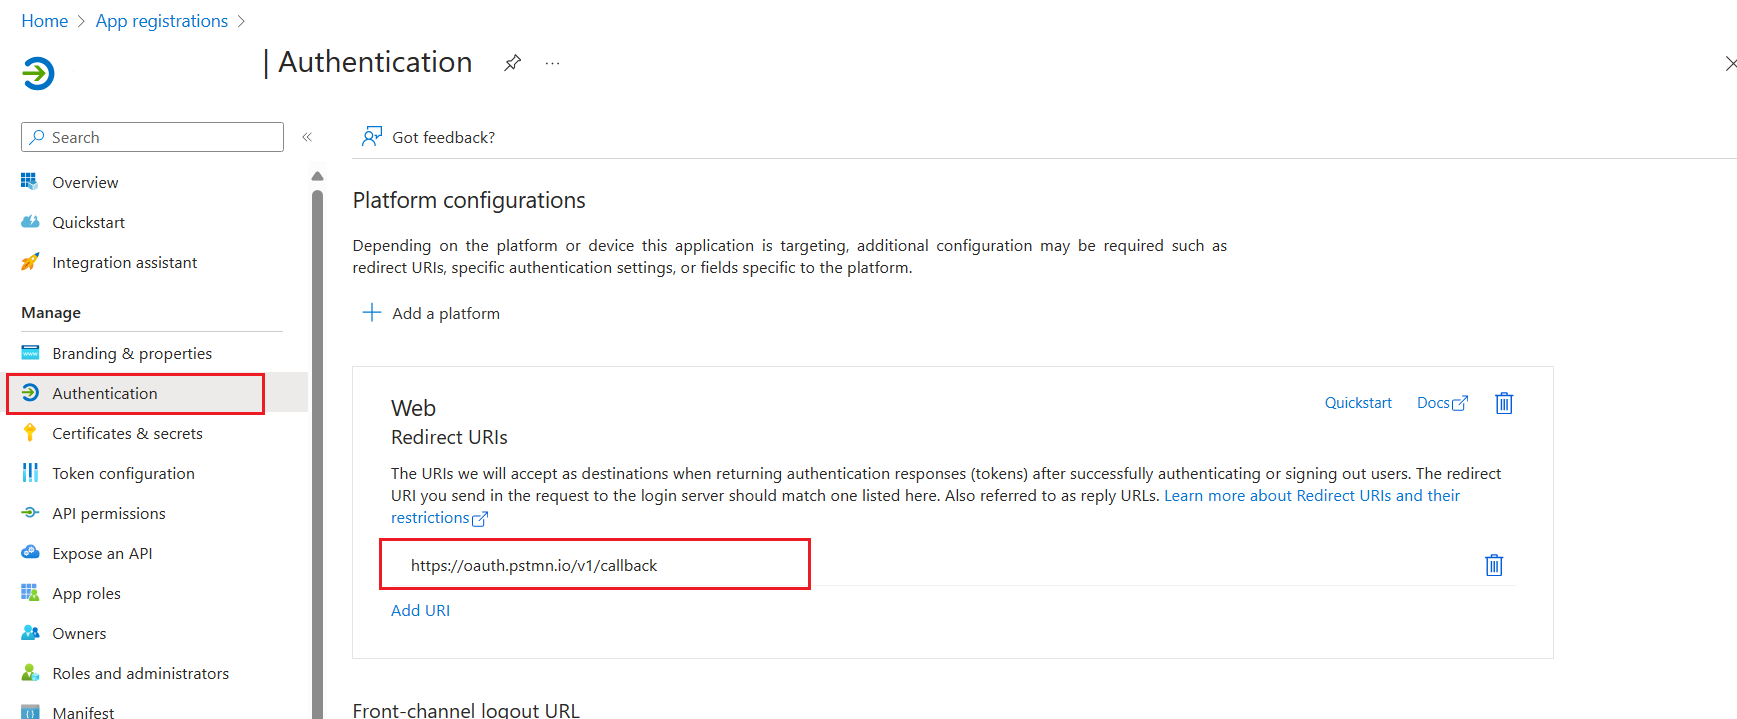 Home > App registrations >
| Authentication
Search
Got feedback?
Overview
Quickstart
Integration assistant
Manage
Branding & properties
Authentication
Certificates & secrets
Token configuration
API permissions
Expose an API
App roles
Owners
Roles and administrators
Manifest
Platform configurations
Depending on the platform or device this application is targeting, additional configuration may be required such as
redirect URIs, specific authentication settings, or fields specific to the platform.
Add a platform
Web
Quickstart
Docs
Redirect URIs
The URIs we will accept as destinations when returning authentication responses (tokens) after successfully authenticating or signing out users. The redirect
URI you send in the request to the login server should match one listed here. Also referred to as reply URLs. Learn more about Redirect URIs and their
restrictions
https://oauth.pstmn.io/v1/callback
Add URI
Front-channel logout URL